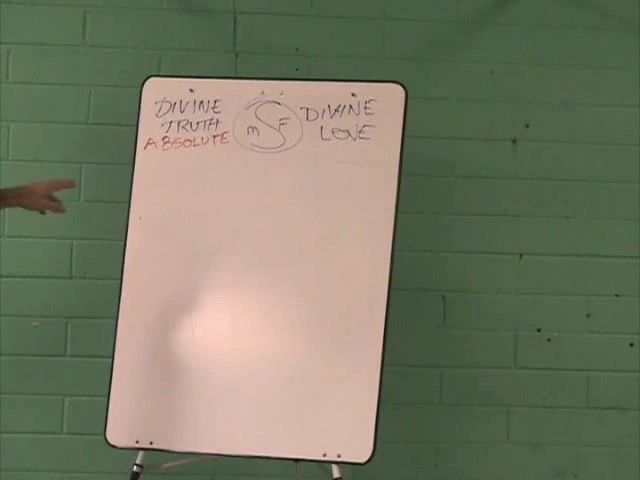 DIVINE
TRUTH
ABSOLUTE
m S F
DIVINE
LOVE